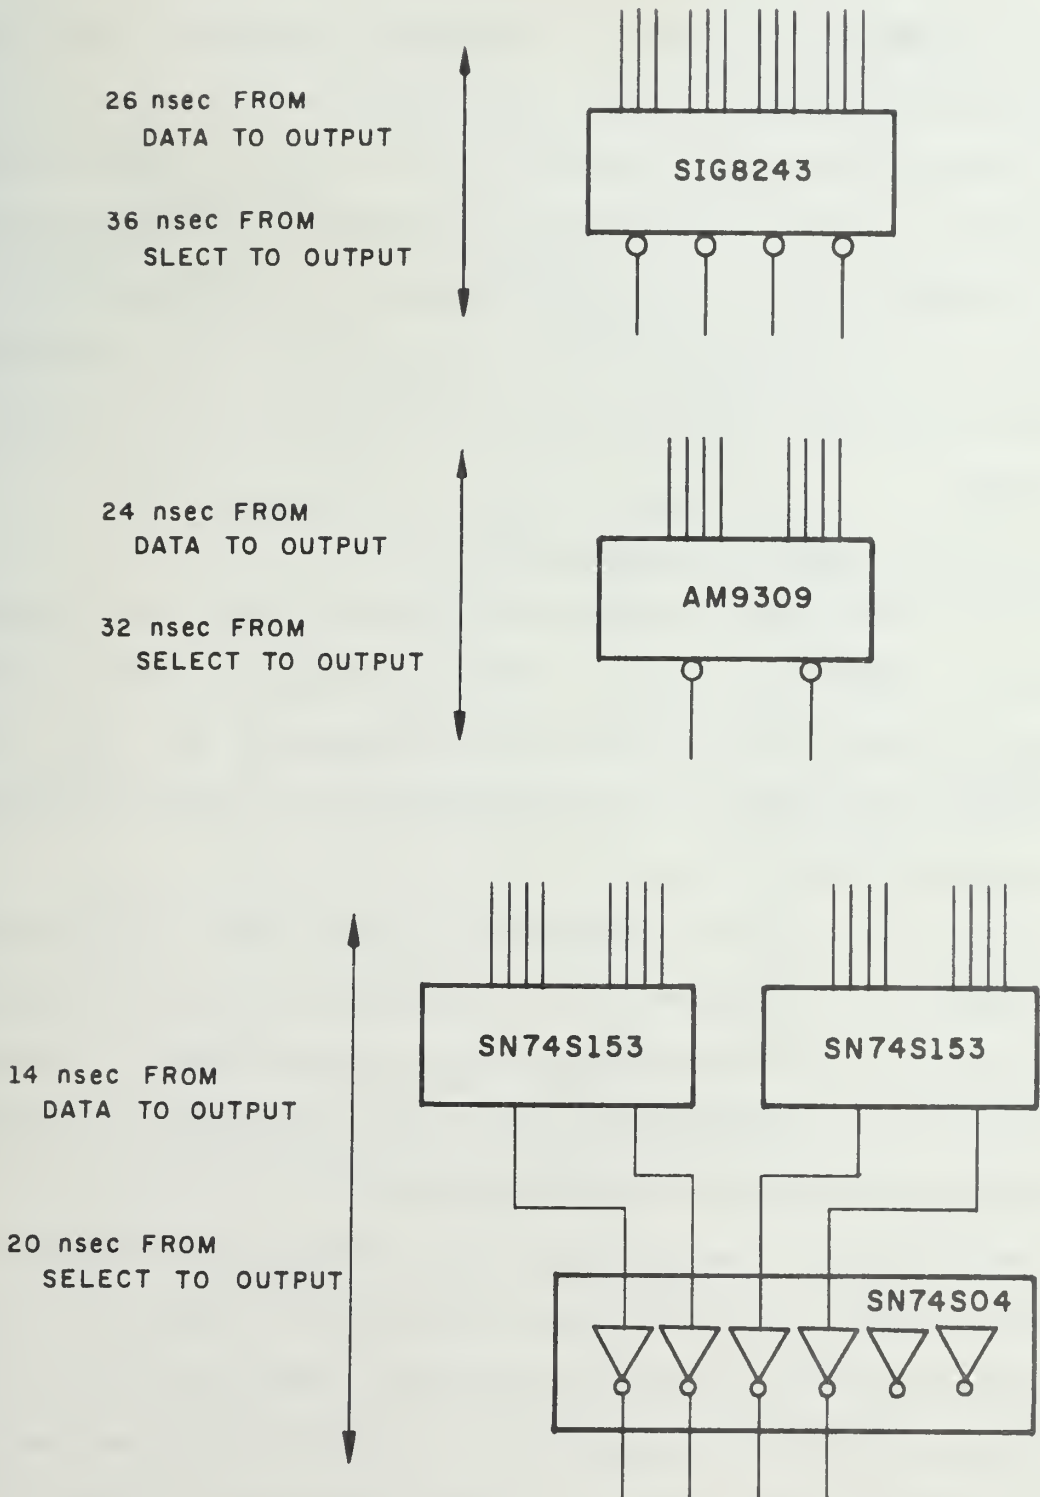 26 nsec FROM
DATA TO OUTPUT
36 nsec FROM
SLECT TO OUTPUT
SIG8243
24 nsec FROM
DATA TO OUTPUT
32 nsec FROM
SELECT TO OUTPUT
AM9309
14 nsec FROM
DATA TO OUTPUT
20 nsec FROM
SELECT TO OUTPUT
SN74S153
SN74S153
SN74S04